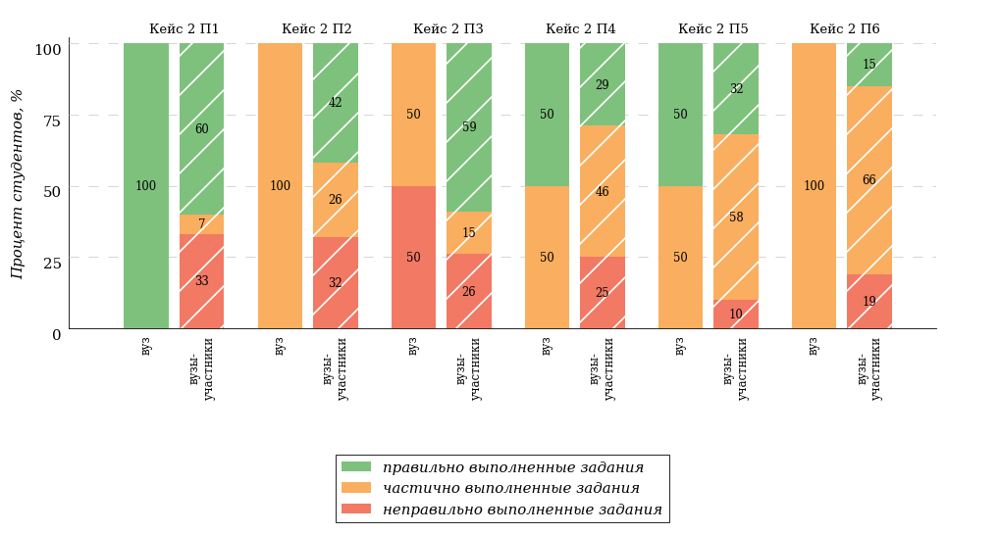 Кейс 2 П1 Кейс 2 П2 Кейс 2 П3 Кейс 2 П4 Кейс 2 П5 Кейс 2 П6
Процент студентов, %
100
75
50
25
0
100
60
7
33
100
42
26
32
50
50
59
15
26
50
50
29
46
25
50
50
32
58
10
100
15
66
19
вуз
вузы-
участники
вуз
вузы-
участники
вуз
вузы-
участники
вуз
вузы-
участники
вуз
вузы-
участники
вуз
вузы-
участники
правильно выполненные задания
частично выполненные задания
неправильно выполненные задания